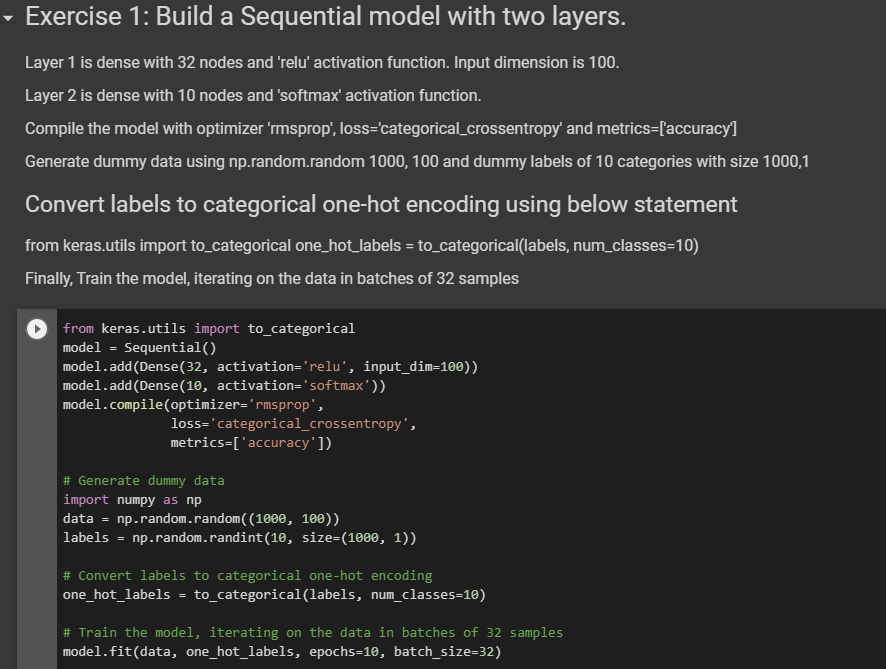 Exercise 1: Build a Sequential model with two layers.
Layer 1 is dense with 32 nodes and 'relu' activation function. Input dimension is 100.
Layer 2 is dense with 10 nodes and 'softmax' activation function.
Compile the model with optimizer 'rmsprop', loss='categorical_crossentropy' and metrics=['accuracy']
Generate dummy data using np.random.random 1000, 100 and dummy labels of 10 categories with size 1000,1
Convert labels to categorical one-hot encoding using below statement
from keras.utils import to_categorical one_hot_labels = to_categorical(labels, num_classes=10)
Finally, Train the model, iterating on the data in batches of 32 samples
from keras.utils import to_categorical
model = Sequential()
model.add(Dense(32, activation='relu', input_dim=100))
model.add(Dense(10, activation='softmax'))
model.compile(optimizer='rmsprop',
              loss='categorical_crossentropy',
              metrics=['accuracy'])
# Generate dummy data
import numpy as np
data = np.random.random((1000, 100))
labels = np.random.randint(10, size=(1000, 1))
# Convert labels to categorical one-hot encoding
one_hot_labels = to_categorical(labels, num_classes=10)
# Train the model, iterating on the data in batches of 32 samples
model.fit(data, one_hot_labels, epochs=10, batch_size=32)